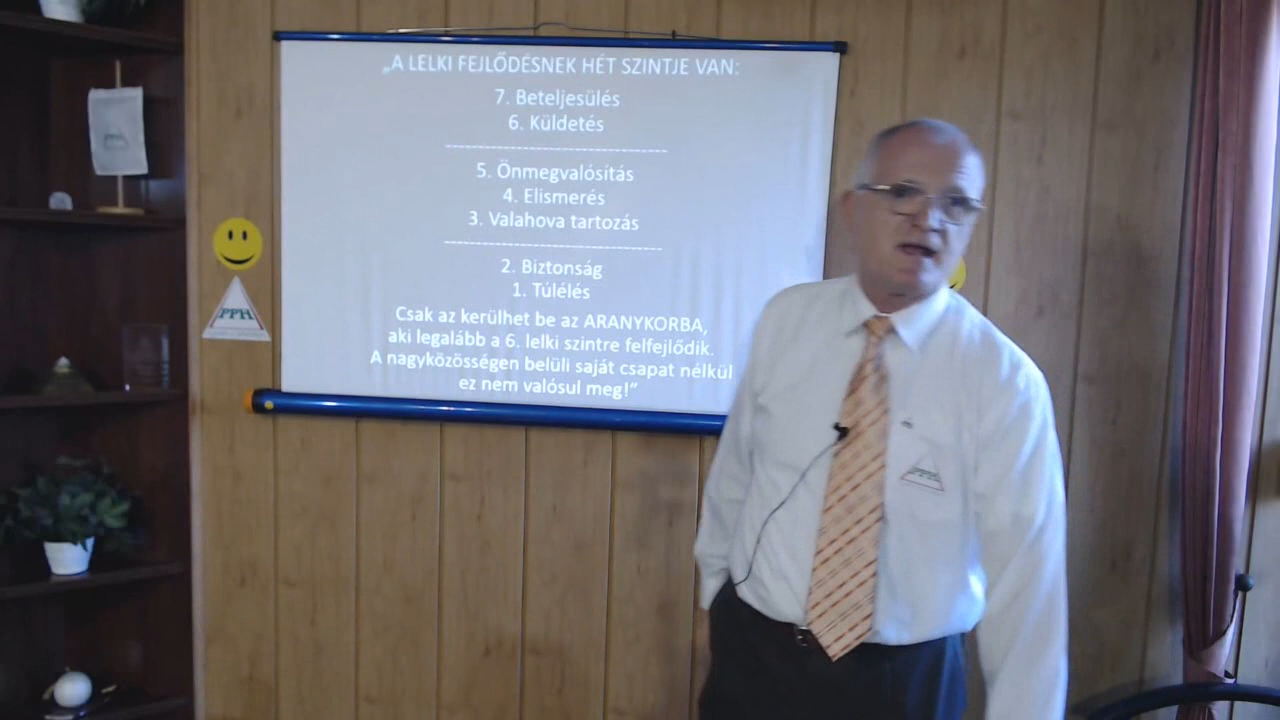 „A LELKI FEJLŐDÉSNEK HÉT SZINTJE VAN:
7. Beteljesülés
6. Küldetés
--------------------------------------
5. Önmegvalósítás
4. Elismerés
3. Valahova tartozás
--------------------------------------
2. Biztonság
1. Túlélés
Csak az kerülhet be az ARANYKORBA,
aki legalább a 6. lelki szintre felfejlődik.
A nagyközösségen belüli saját csapat nélkül
ez nem valósul meg!”
PPH
PPH